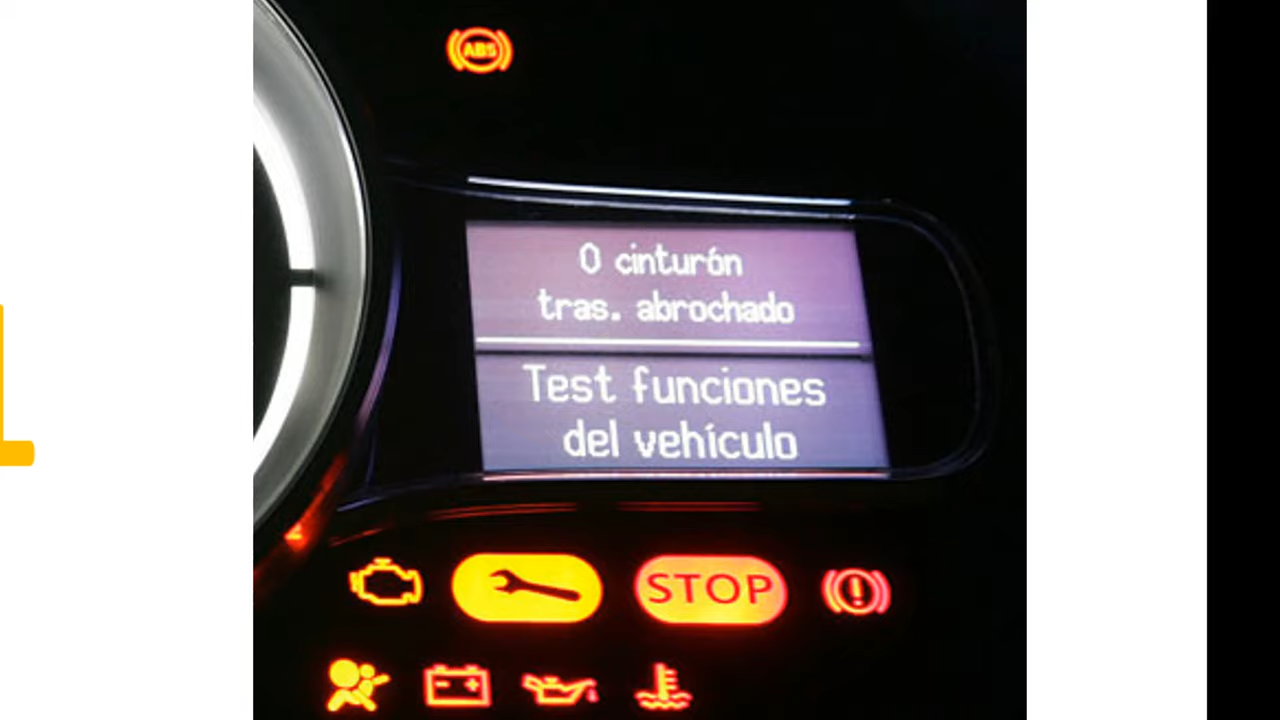 ABS
0 cinturón
tras. abrochado
Test funciones
del vehículo
STOP